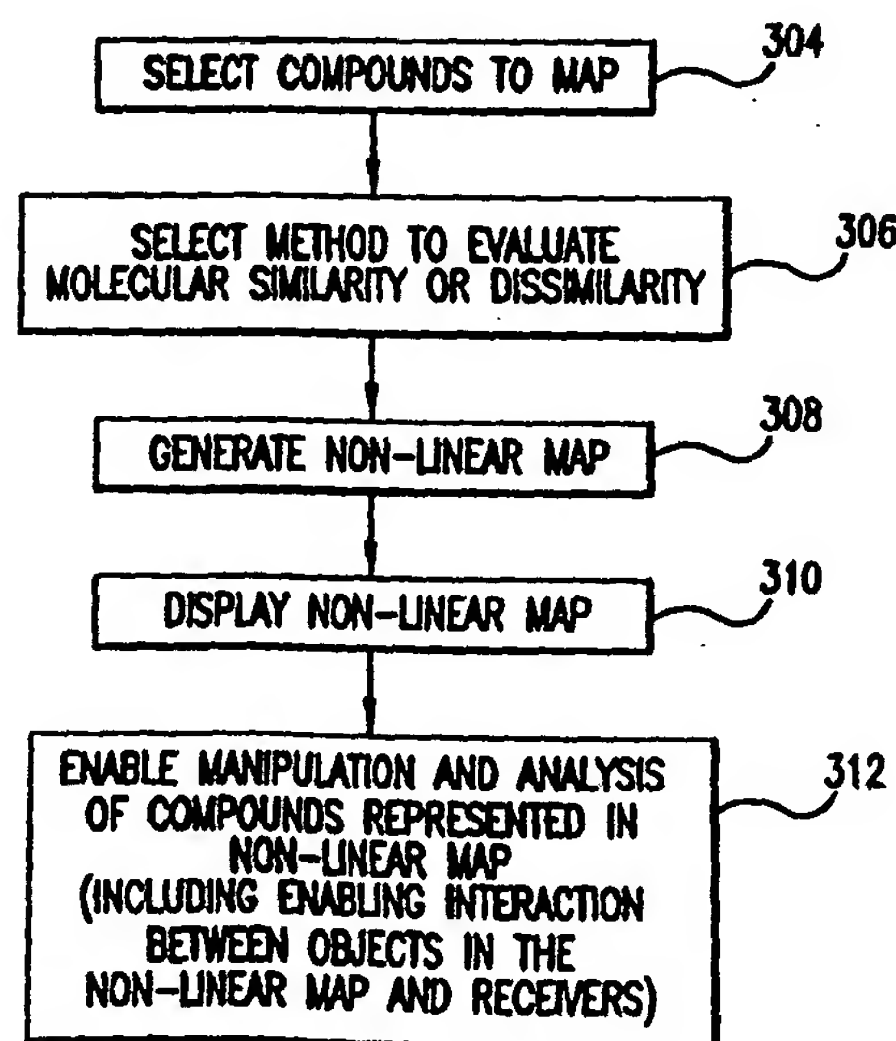 SELECT COMPOUNDS TO MAP
304
SELECT METHOD TO EVALUATE
MOLECULAR SIMILARITY OR DISSIMILARITY
306
GENERATE NON-LINEAR MAP
308
DISPLAY NON-LINEAR MAP
310
ENABLE MANIPULATION AND ANALYSIS
OF COMPOUNDS REPRESENTED IN
NON-LINEAR MAP
(INCLUDING ENABLING INTERACTION
BETWEEN OBJECTS IN THE
NON-LINEAR MAP AND RECEIVERS)
312